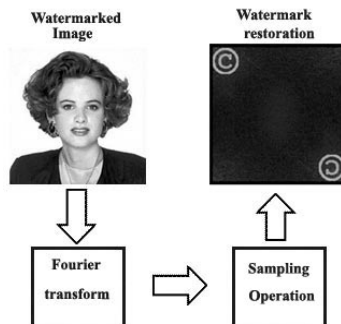 Watermarked
Image
Watermark
restoration
©
©
Fourier
transform
Sampling
Operation